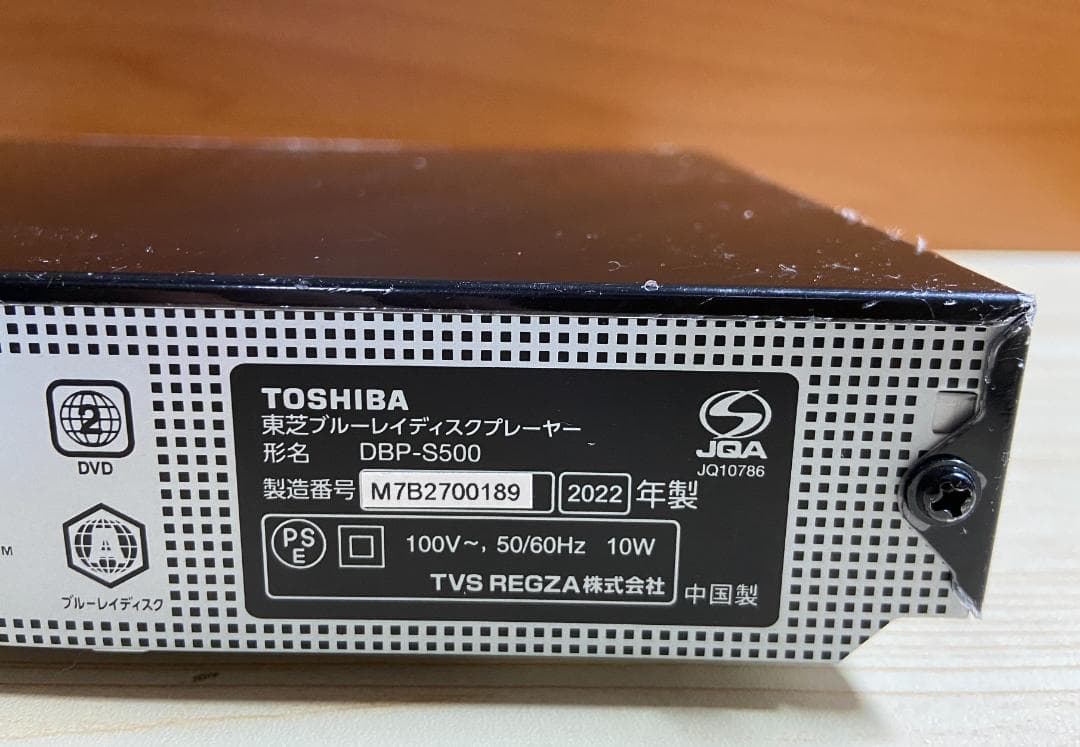 2
DVD
TM
A
ブルーレイディスク
TOSHIBA
東芝ブルーレイディスクプレーヤー
形名 DBP-S500
製造番号 M7B2700189 2022 年製
PS
E
100V～, 50/60Hz 10W
TVS REGZA株式会社
中国製
JQA
JQ10786